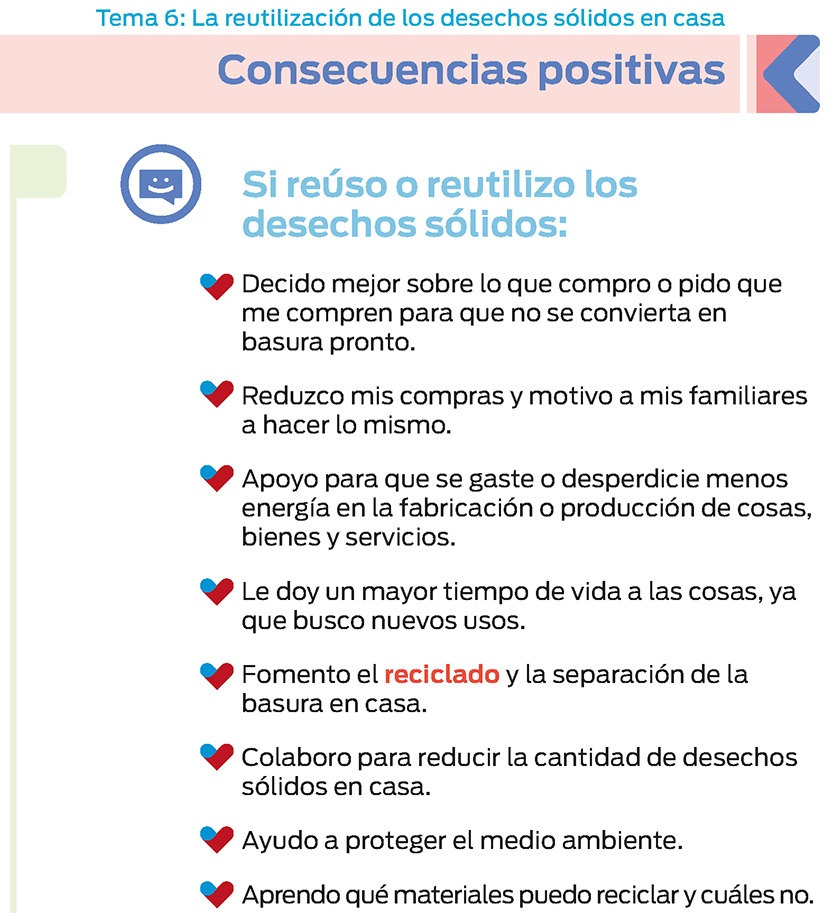 Tema 6: La reutilización de los desechos sólidos en casa
Consecuencias positivas
Si reúso o reutilizo los
desechos sólidos:
Decido mejor sobre lo que compro o pido que
me compren para que no se convierta en
basura pronto.
Reduzco mis compras y motivo a mis familiares
a hacer lo mismo.
Apoyo para que se gaste o desperdicie menos
energía en la fabricación o producción de cosas,
bienes y servicios.
Le doy un mayor tiempo de vida a las cosas, ya
que busco nuevos usos.
Fomento el reciclado y la separación de la
basura en casa.
Colaboro para reducir la cantidad de desechos
sólidos en casa.
Ayudo a proteger el medio ambiente.
Aprendo qué materiales puedo reciclar y cuáles no.